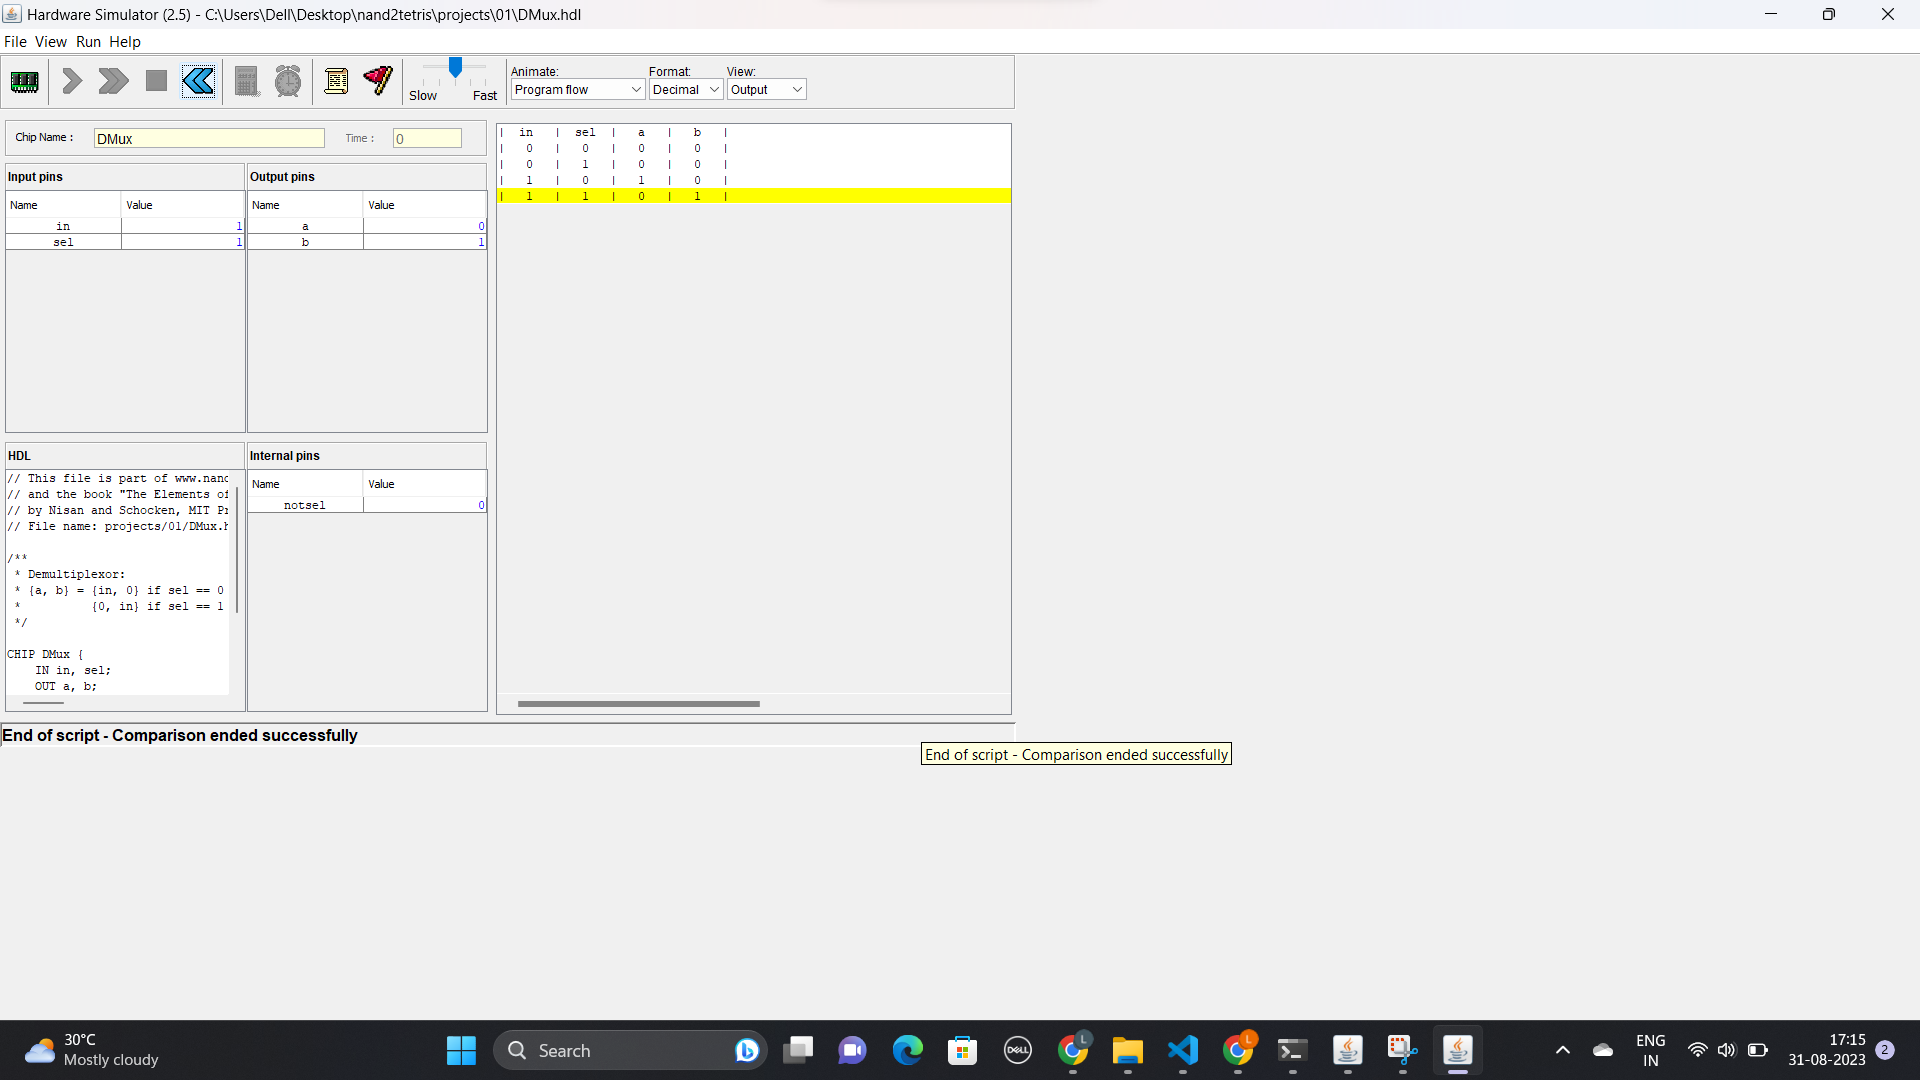 Hardware Simulator (2.5) - C:\Users\Dell\Desktop\nand2tetris\projects\01\DMux.hdl
File View Run Help
Slow Fast
Animate: Format: View:
Program flow Decimal Output
Chip Name : DMux Time : 0
Input pins
Name Value
in 1
sel 1
Output pins
Name Value
a 0
b 1
| in | sel | a | b |
| 0 | 0 | 0 | 0 |
| 0 | 1 | 0 | 0 |
| 1 | 0 | 1 | 0 |
| 1 | 1 | 0 | 1 |
HDL
// This file is part of www.nand
// and the book "The Elements of
// by Nisan and Schocken, MIT Pr
// File name: projects/01/DMux.h
/**
* Demultiplexor:
* {a, b} = {in, 0} if sel == 0
* {0, in} if sel == 1
*/
CHIP DMux {
IN in, sel;
OUT a, b;
Internal pins
Name Value
notsel 0
End of script - Comparison ended successfully
End of script - Comparison ended successfully
30°C
Mostly cloudy
Search
DELL
L
L
ENG
IN
17:15
31-08-2023
2